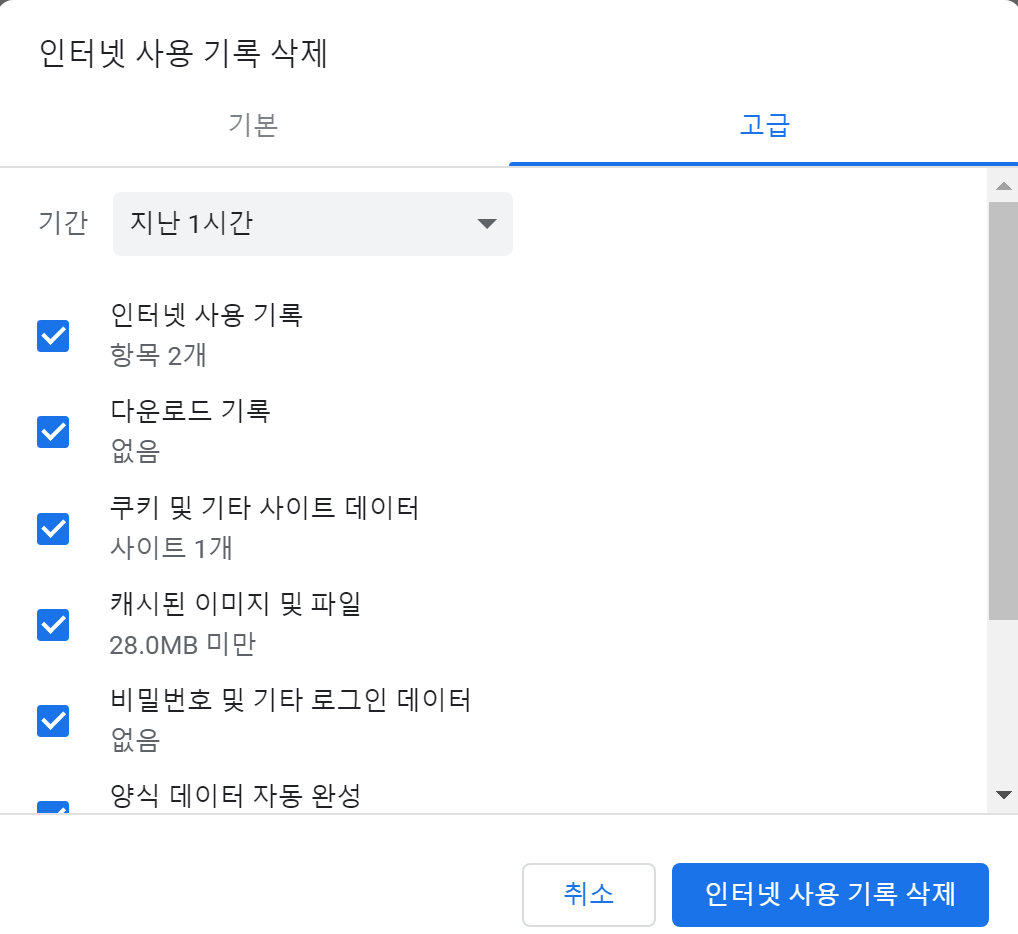 인터넷 사용 기록 삭제
기본
고급
기간
지난 1시간
인터넷 사용 기록
항목 2개
다운로드 기록
없음
쿠키 및 기타 사이트 데이터
사이트 1개
캐시된 이미지 및 파일
28.0MB 미만
비밀번호 및 기타 로그인 데이터
없음
양식 데이터 자동 완성
취소
인터넷 사용 기록 삭제